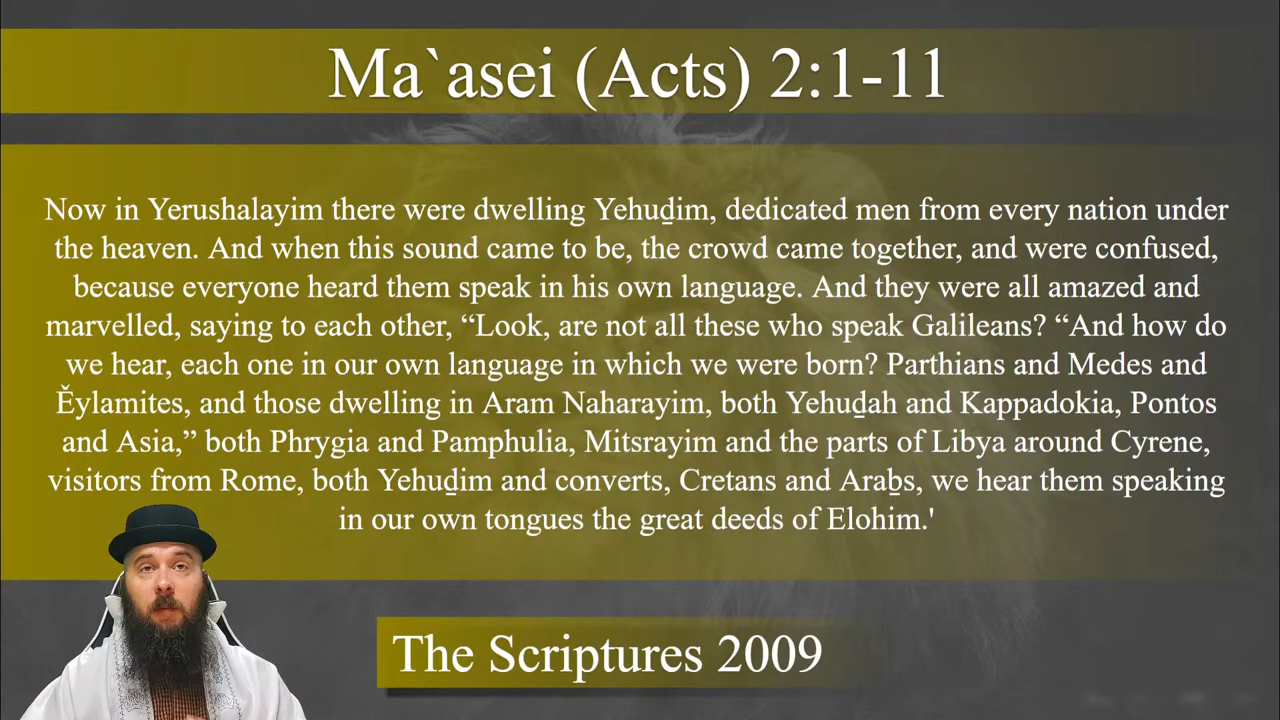 Ma`asei (Acts) 2:1-11
Now in Yerushalayim there were dwelling Yehuḏim, dedicated men from every nation under
the heaven. And when this sound came to be, the crowd came together, and were confused,
because everyone heard them speak in his own language. And they were all amazed and
marvelled, saying to each other, “Look, are not all these who speak Galileans? “And how do
we hear, each one in our own language in which we were born? Parthians and Medes and
Ěylamites, and those dwelling in Aram Naharayim, both Yehuḏah and Kappadokia, Pontos
and Asia,” both Phrygia and Pamphulia, Mitsrayim and the parts of Libya around Cyrene,
visitors from Rome, both Yehuḏim and converts, Cretans and Araḇs, we hear them speaking
in our own tongues the great deeds of Elohim.'
The Scriptures 2009